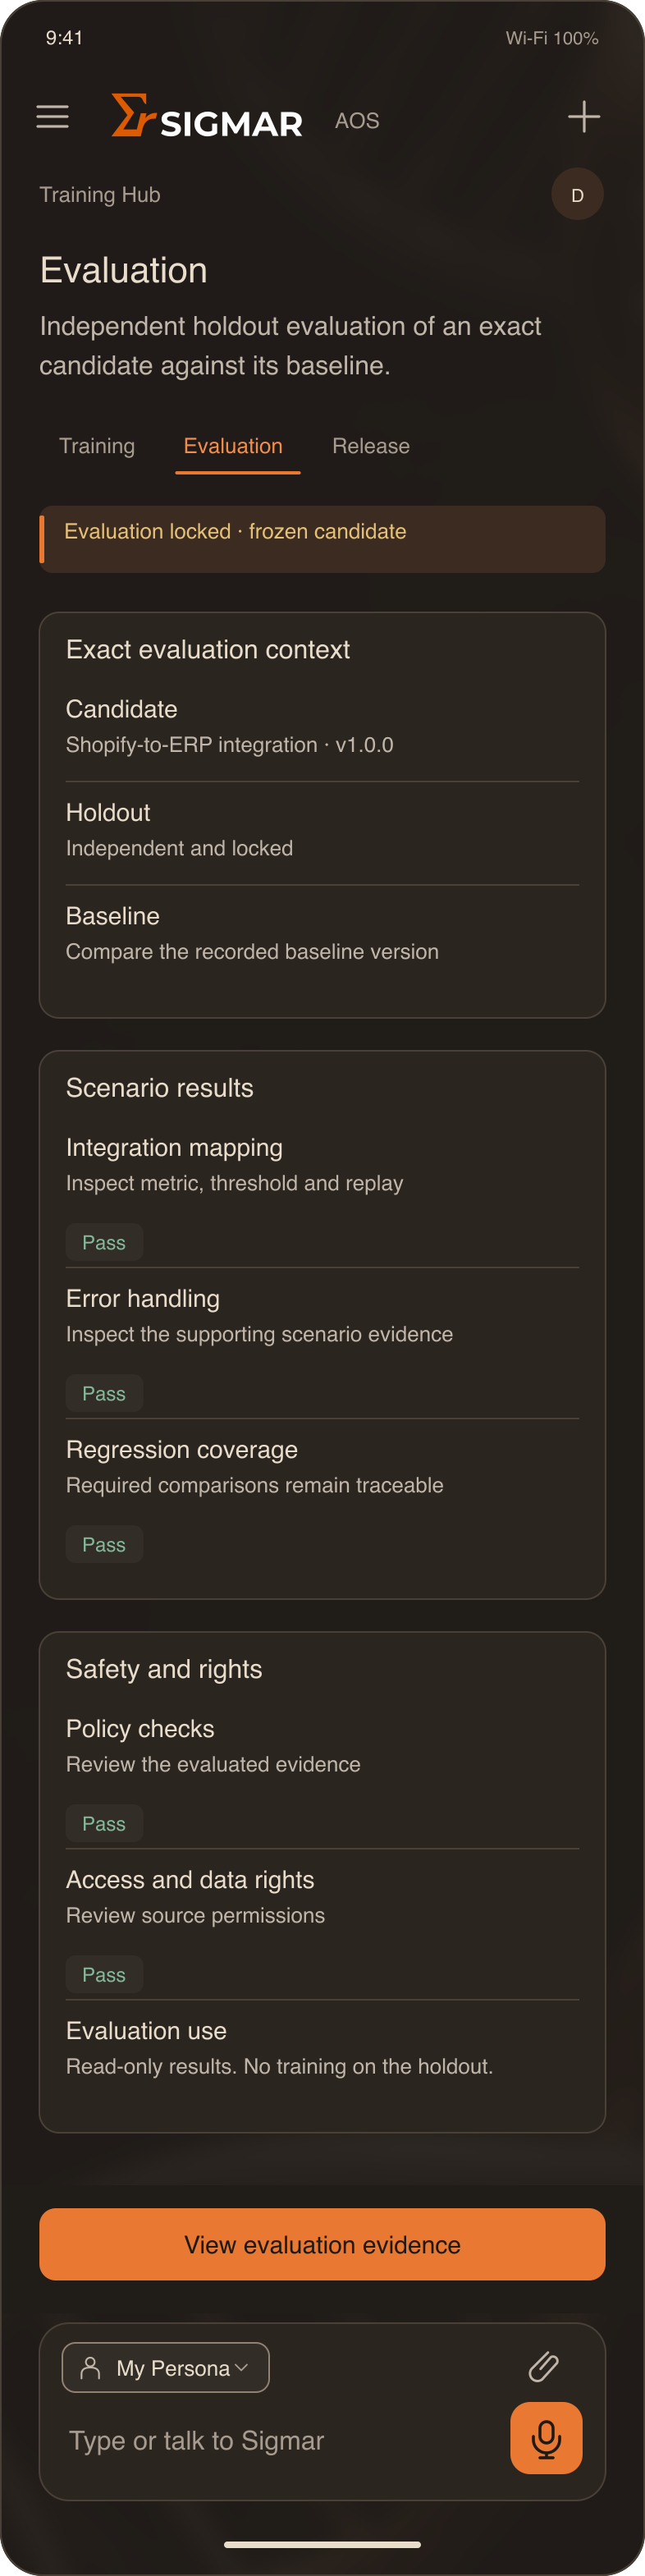 9:41
Wi-Fi 100%
Σr SIGMAR
AOS
Training Hub
D
Evaluation
Independent holdout evaluation of an exact
candidate against its baseline.
Training
Evaluation
Release
Evaluation locked · frozen candidate
Exact evaluation context
Candidate
Shopify-to-ERP integration · v1.0.0
Holdout
Independent and locked
Baseline
Compare the recorded baseline version
Scenario results
Integration mapping
Inspect metric, threshold and replay
Pass
Error handling
Inspect the supporting scenario evidence
Pass
Regression coverage
Required comparisons remain traceable
Pass
Safety and rights
Policy checks
Review the evaluated evidence
Pass
Access and data rights
Review source permissions
Pass
Evaluation use
Read-only results. No training on the holdout.
View evaluation evidence
My Persona
Type or talk to Sigmar